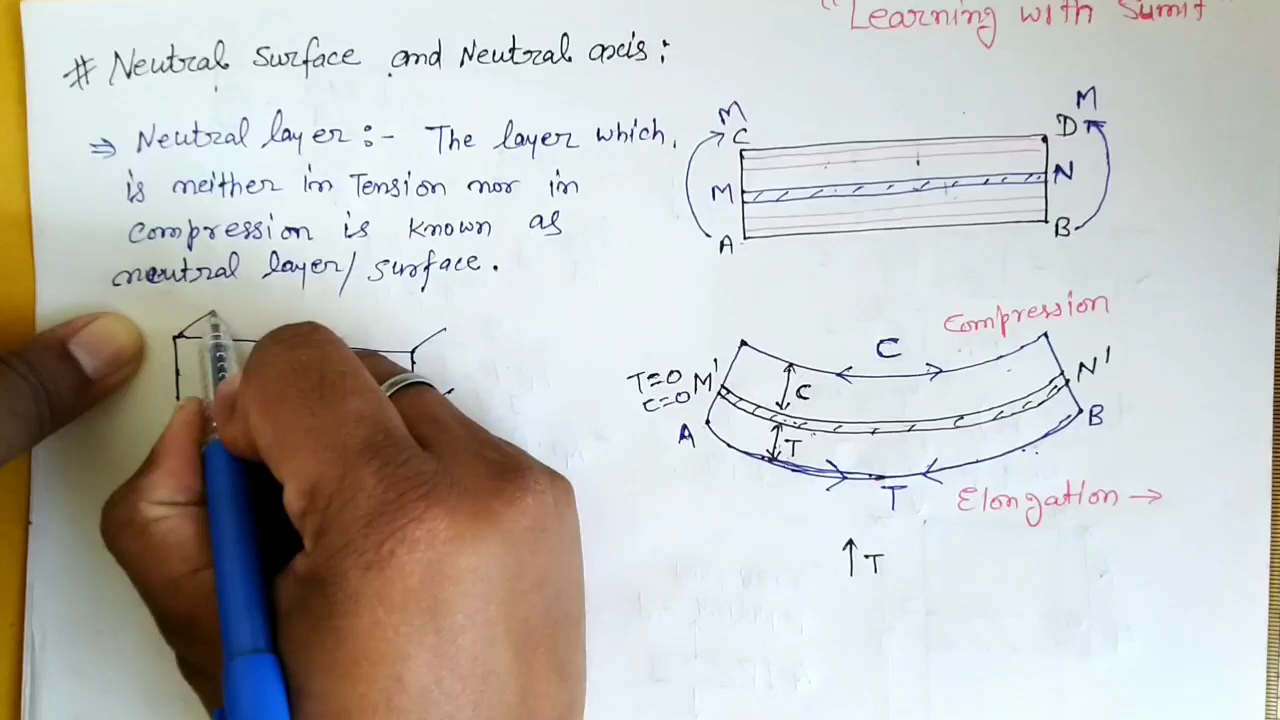 "Learning with Sumit"
# Neutral surface and Neutral axis :
⇒ Neutral layer :- The layer which
is neither in Tension nor in
compression is known as
neutral layer/surface.
M M
C D
M N
A B
Compression
C
T=0 M' C N'
C=0
A T B
T
Elongation →
↑ T